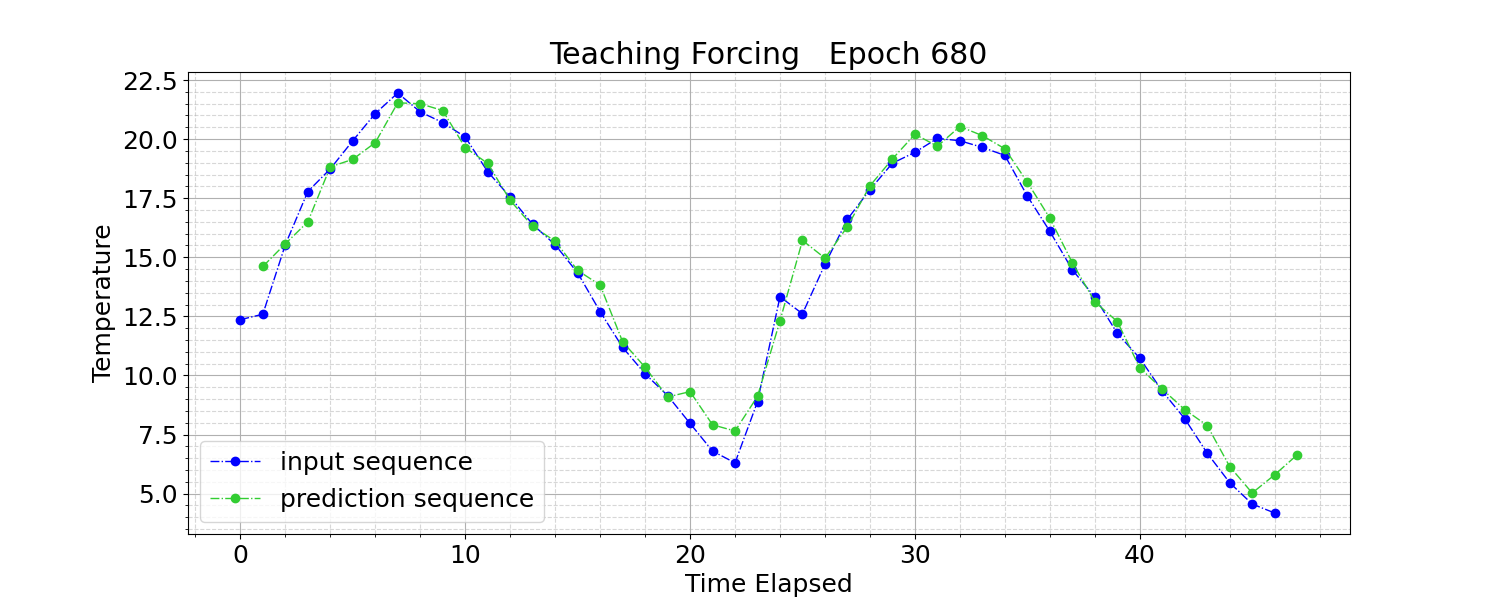 Teaching Forcing   Epoch 680
22.5
20.0
17.5
15.0
12.5
10.0
7.5
5.0
Temperature
input sequence
prediction sequence
0 10 20 30 40
Time Elapsed